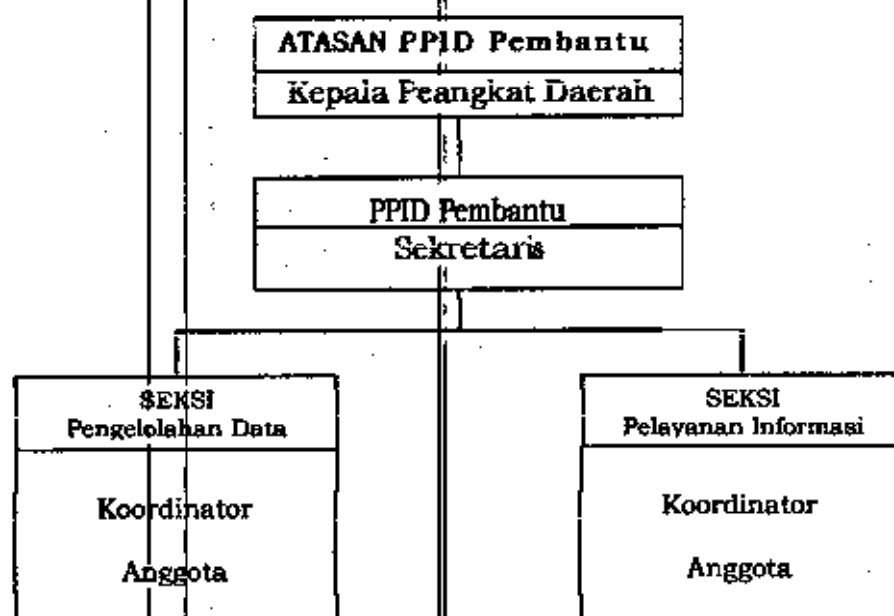 ATASAN PPID Pembantu
Kepala Peangkat Daerah
PPID Pembantu
Sekretaris
SEKSI
Pengelolahan Data
Koordinator
Anggota
SEKSI
Pelayanan Informasi
Koordinator
Anggota